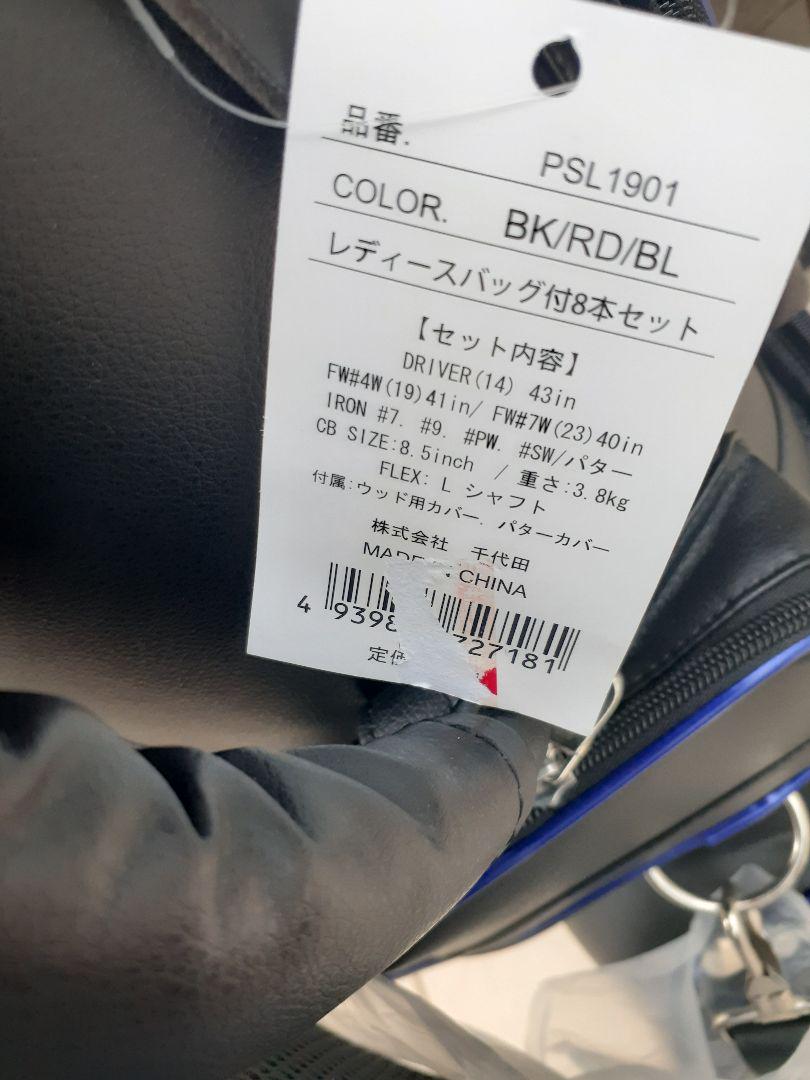 品番. PSL1901
COLOR. BK/RD/BL
レディースバッグ付8本セット
【セット内容】
DRIVER(14) 43in
FW#4W(19)41in/ FW#7W(23)40in
IRON #7. #9. #PW. #SW/パター
CB SIZE:8.5inch / 重さ:3.8kg
FLEX: L シャフト
付属:ウッド用カバー. パターカバー
株式会社 千代田
MADE CHINA
4 9398 727181
定価